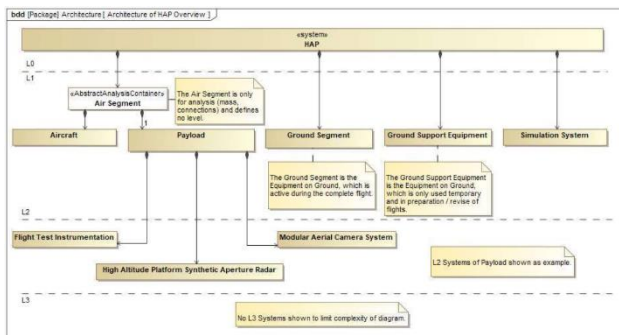 bdd [Package] Architecture [ Architecture of HAP Overview ]
«system»
HAP
L0
L1
«AbstractAnalysisContainer»
Air Segment
The Air Segment is only
for analysis (mass,
connections) and defines
no level.
1
Aircraft
Payload
Ground Segment
Ground Support Equipment
Simulation System
The Ground Segment is the
Equipment on Ground, which is
active during the complete flight.
The Ground Support Equipment
is the Equipment on Ground,
which is only used temporary
and in preparation / revise of
flights.
L2
Flight Test Instrumentation
Modular Aerial Camera System
High Altitude Platform Synthetic Aperture Radar
L2 Systems of Payload shown as example.
L3
No L3 Systems shown to limit complexity of diagram.